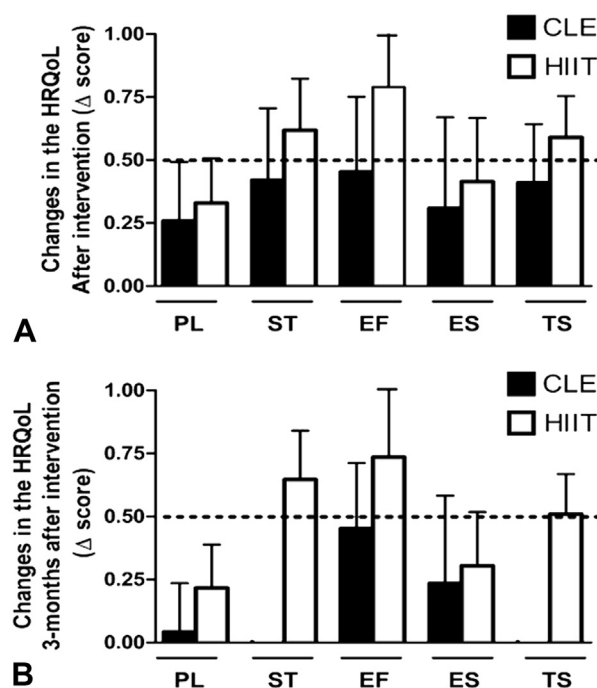 Changes in the HRQoL
After intervention (Δ score)
1.00
0.75
0.50
0.25
0.00
CLE
HIIT
PL ST EF ES TS
A
Changes in the HRQoL
3-months after intervention
(Δ score)
1.00
0.75
0.50
0.25
0.00
CLE
HIIT
PL ST EF ES TS
B